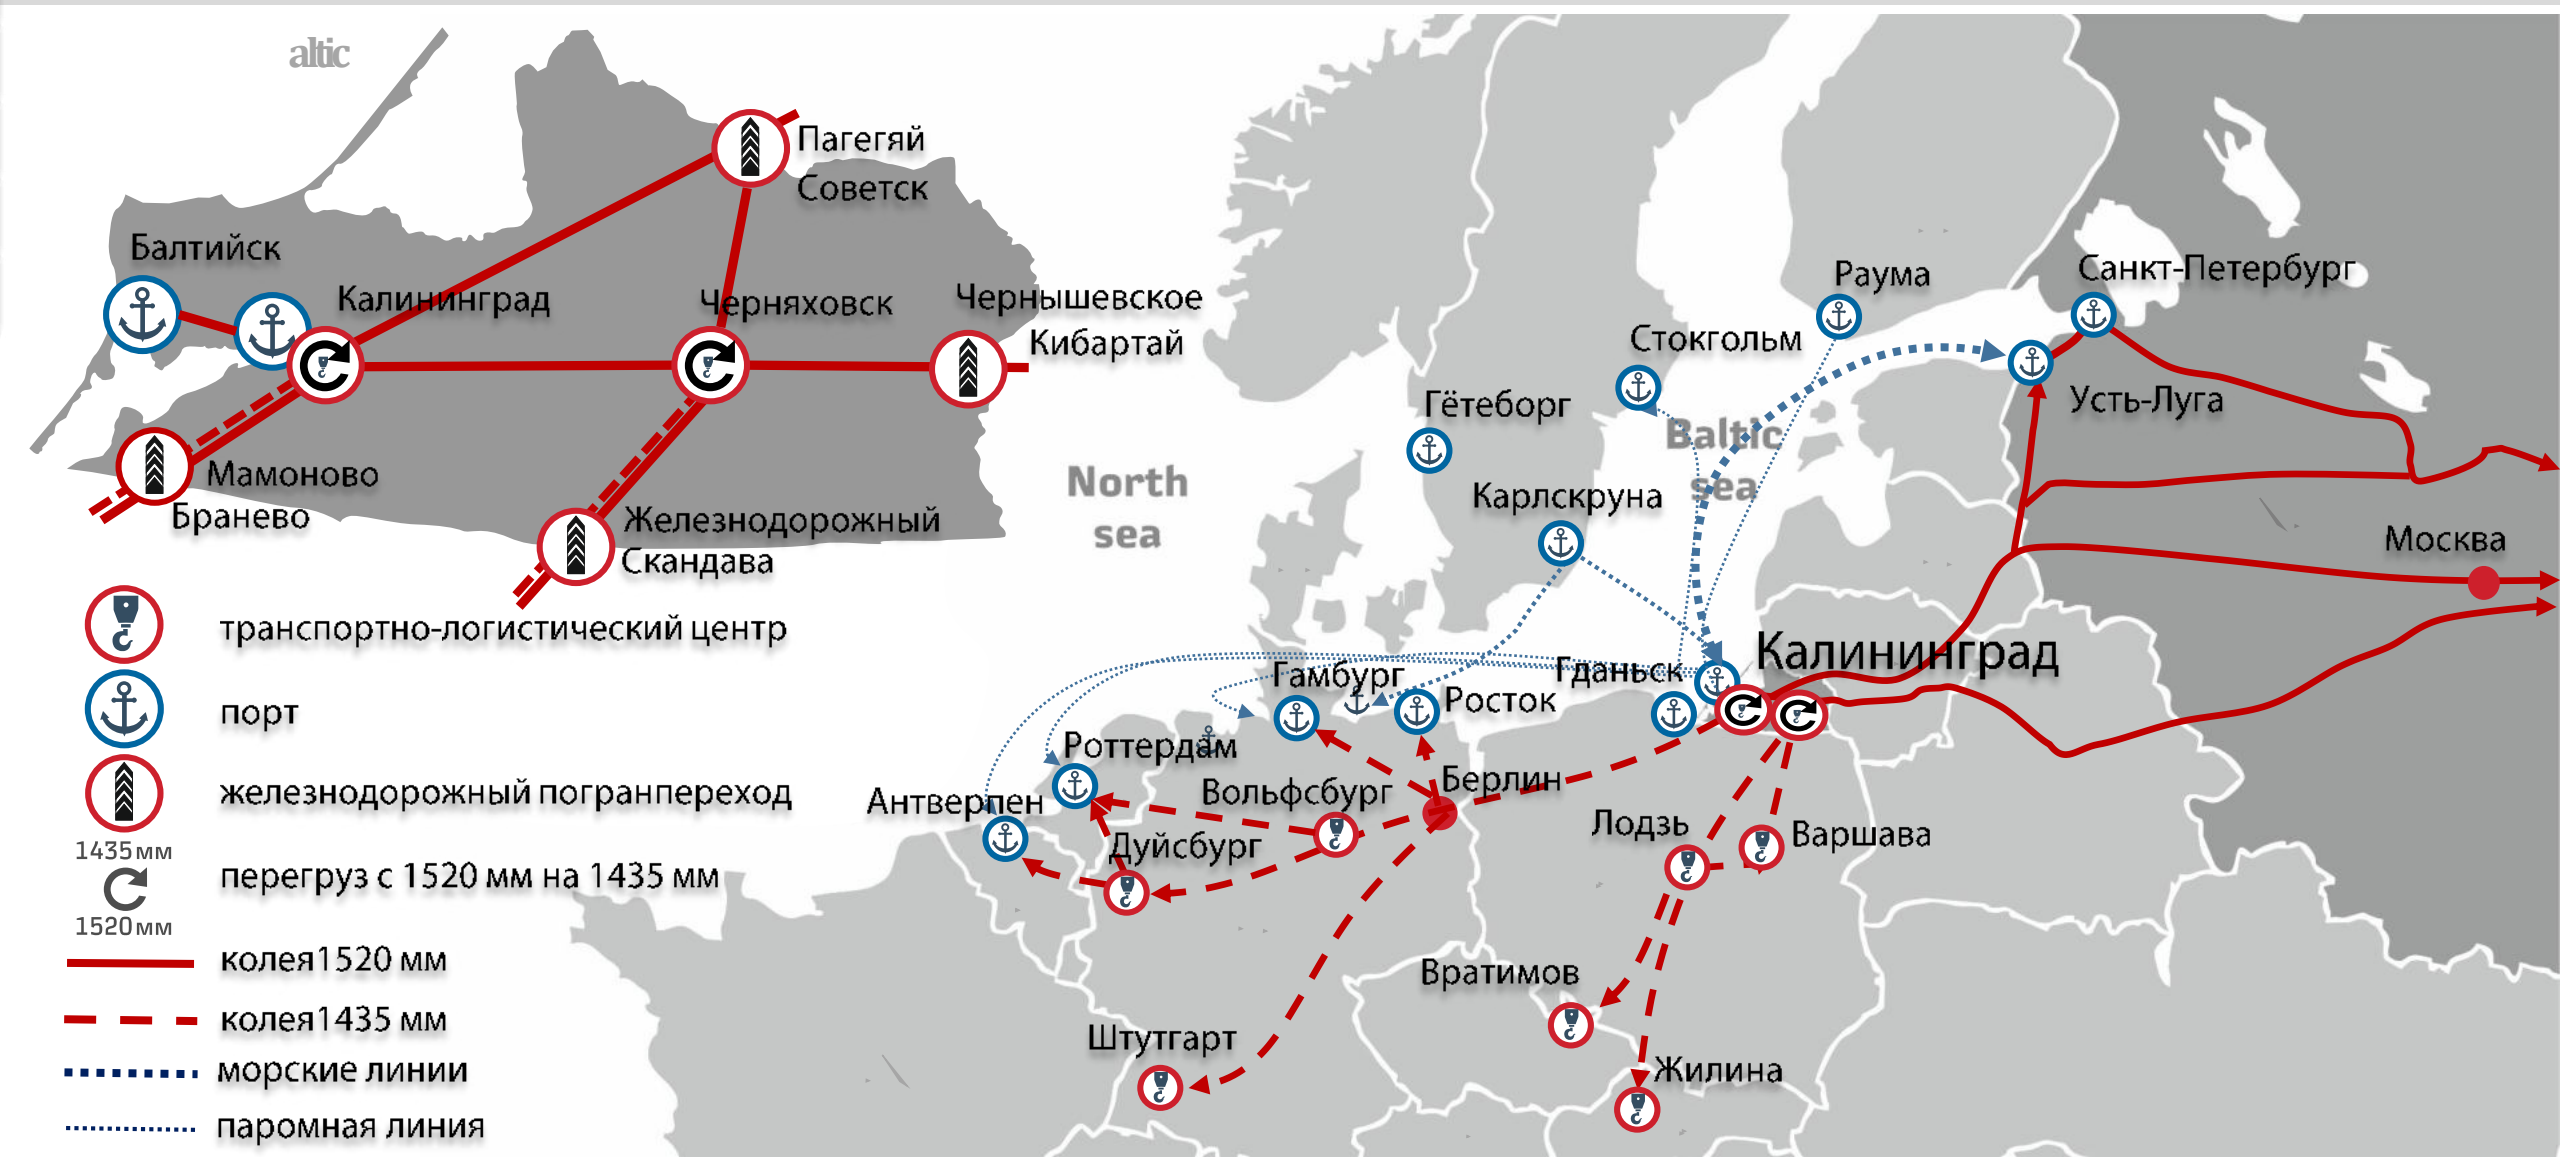 altic
Пагегяй
Советск
Балтийск
Калининград
Черняховск
Чернышевское
Кибартай
Мамоново
Бранево
Железнодорожный
Скандава
транспортно-логистический центр
порт
железнодорожный погранпереход
1435мм
перегруз с 1520 мм на 1435 мм
1520мм
колея1520 мм
колея1435 мм
морские линии
паромная линия
North
sea
Baltic
sea
Раума
Санкт-Петербург
Стокгольм
Усть-Луга
Гётеборг
Карлскруна
Москва
Калининград
Гданьск
Гамбург
Росток
Роттердам
Берлин
Вольфсбург
Антверпен
Дуйсбург
Лодзь
Варшава
Вратимов
Штутгарт
Жилина